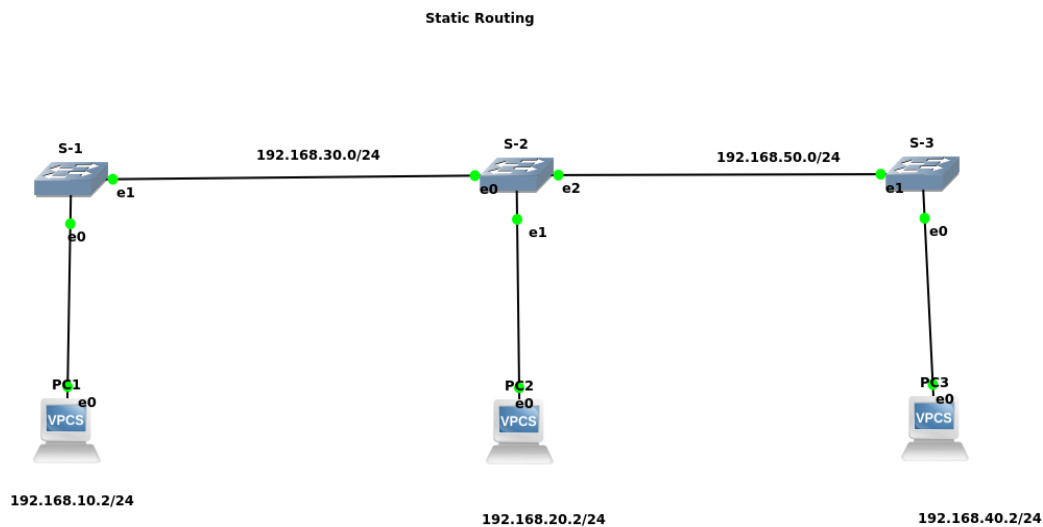 Static Routing
S-1
192.168.30.0/24
S-2
192.168.50.0/24
S-3
e1
e0
e2
e1
e0
e1
e0
PC1
e0
VPCS
PC2
e0
VPCS
PC3
e0
VPCS
192.168.10.2/24
192.168.20.2/24
192.168.40.2/24